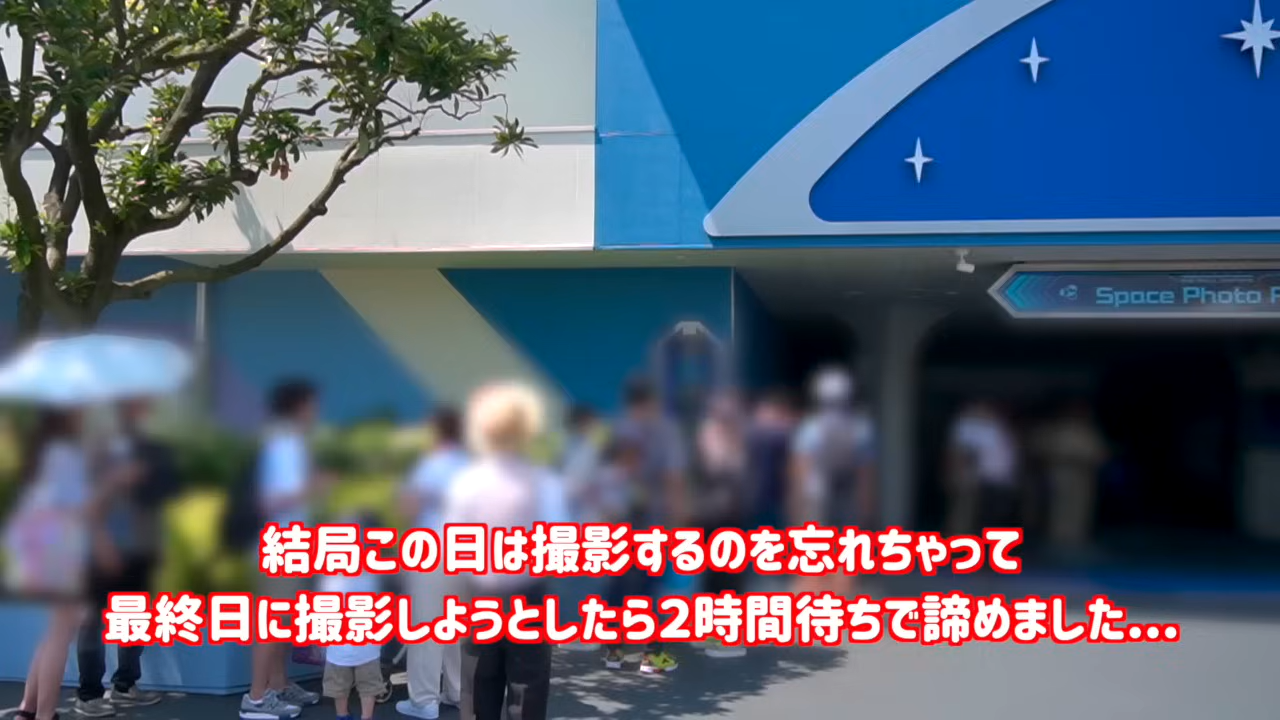 Space Photo
結局この日は撮影するのを忘れちゃって
最終日に撮影しようとしたら2時間待ちで諦めました...